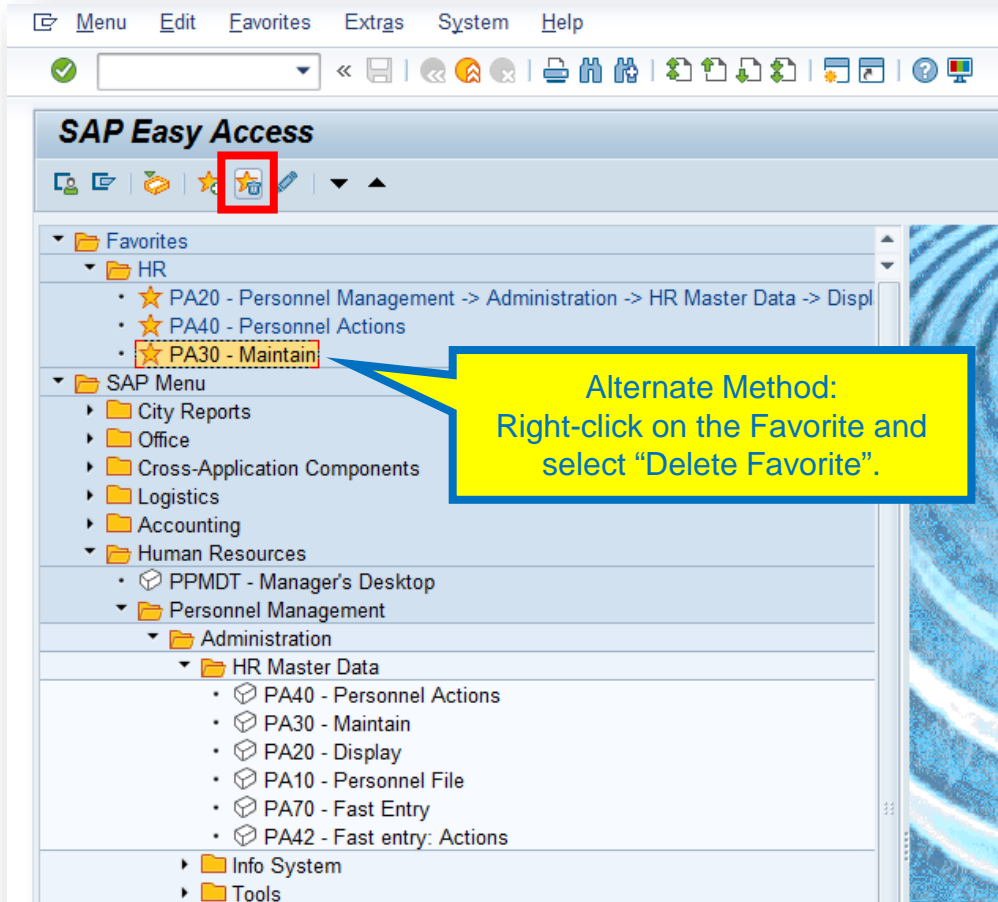 Menu Edit Favorites Extras System Help
SAP Easy Access
Favorites
HR
PA20 - Personnel Management -> Administration -> HR Master Data -> Displ
PA40 - Personnel Actions
PA30 - Maintain
SAP Menu
City Reports
Office
Cross-Application Components
Logistics
Accounting
Human Resources
PPMDT - Manager's Desktop
Personnel Management
Administration
HR Master Data
PA40 - Personnel Actions
PA30 - Maintain
PA20 - Display
PA10 - Personnel File
PA70 - Fast Entry
PA42 - Fast entry: Actions
Info System
Tools
Alternate Method:
Right-click on the Favorite and
select “Delete Favorite”.